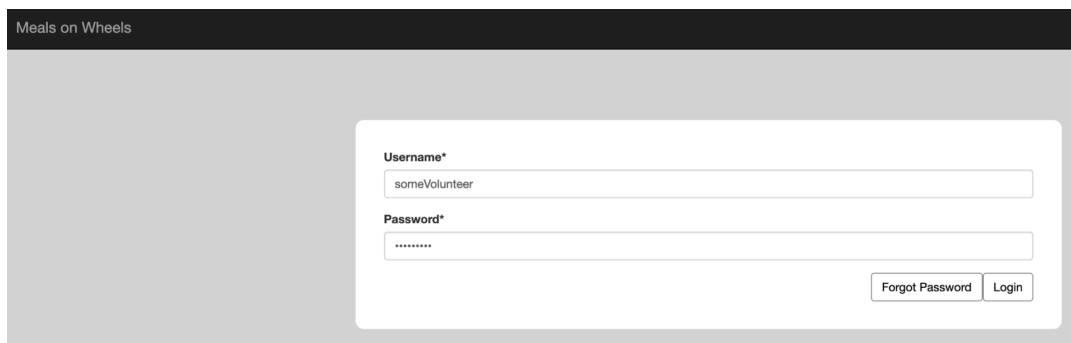 Meals on Wheels
Username*
someVolunteer
Password*
•••••••••
Forgot Password Login